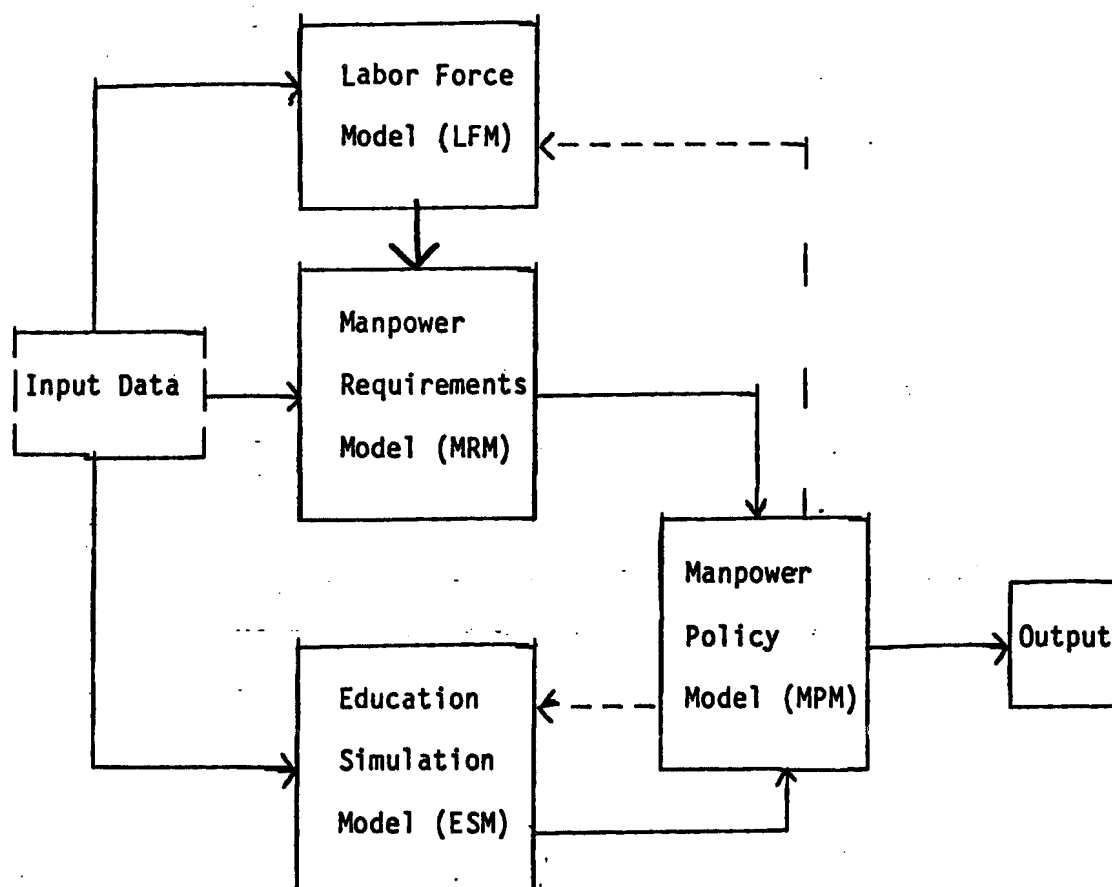 Labor Force
Model (LFM)
Manpower
Requirements
Model (MRM)
Input Data
Manpower
Policy
Model (MPM)
Output
Education
Simulation
Model (ESM)